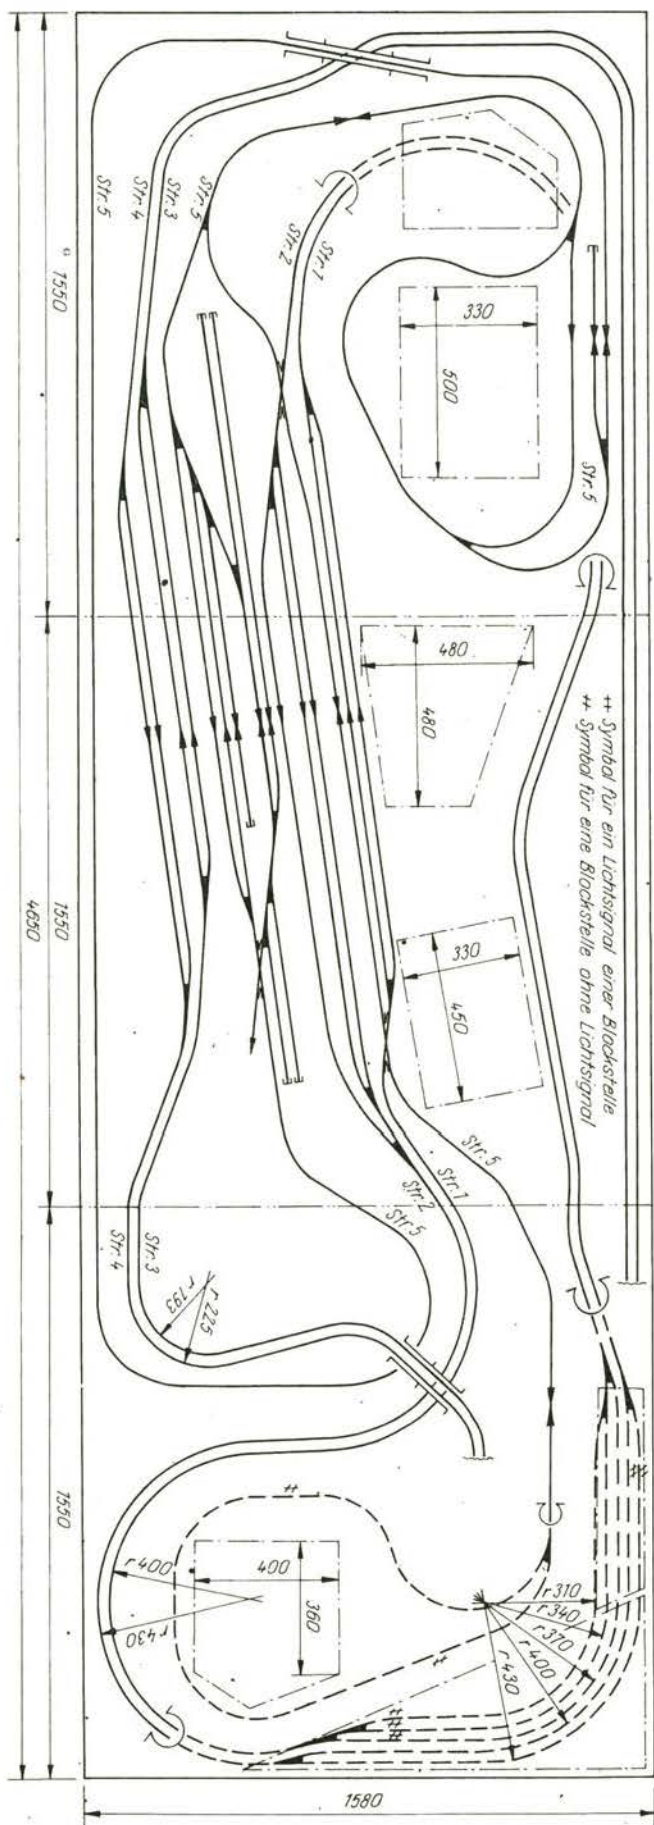 Str.5
Str.4
Str.3
Str.5
Str.2
Str.1
1550
330
500
Str.5
480
480
++ Symbol für ein Lichtsignal einer Blockstelle
++ Symbol für eine Blockstelle ohne Lichtsignal
1550
4650
330
450
Str.5
Str.1
Str.2
Str.5
Str.3
Str.4
r 193
r 225
1550
r 400
r 430
400
360
r 310
r 340
r 370
r 400
r 430
1580